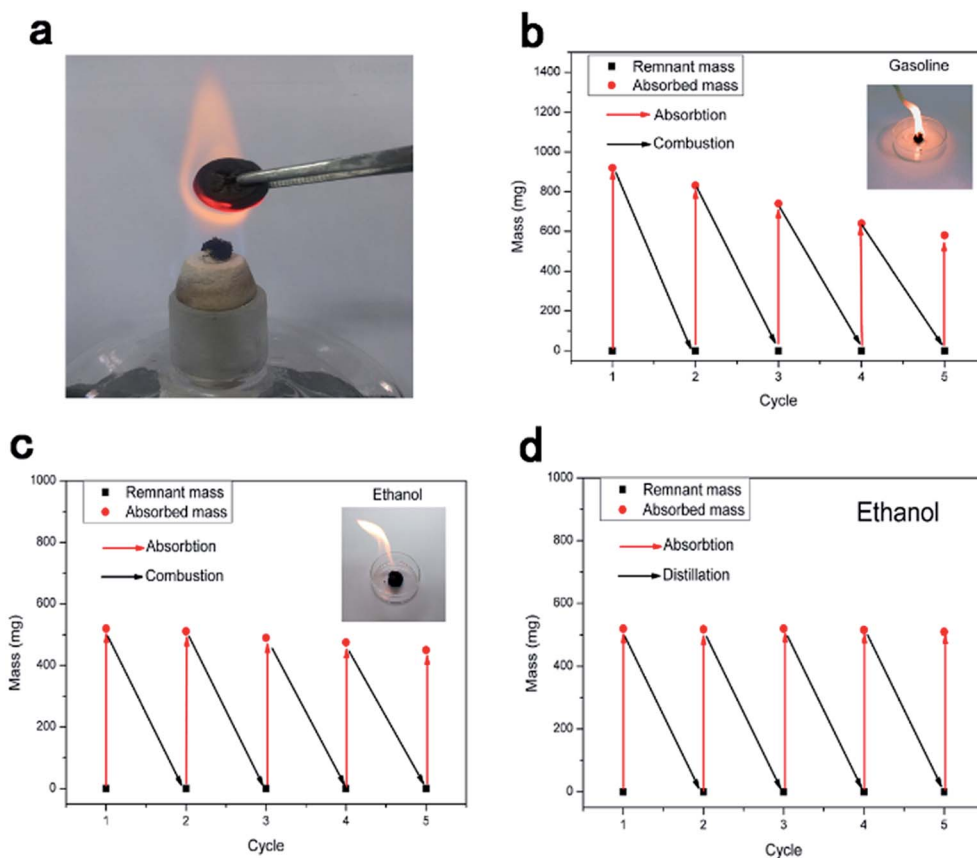 a
b
1400
1200
1000
800
600
400
200
0
Mass (mg)
Remnant mass
Absorbed mass
Absorbtion
Combustion
Gasoline
1 2 3 4 5
Cycle
c
1000
800
600
400
200
0
Mass (mg)
Remnant mass
Absorbed mass
Absorbtion
Combustion
Ethanol
1 2 3 4 5
Cycle
d
1000
800
600
400
200
0
Mass (mg)
Remnant mass
Absorbed mass
Absorbtion
Distillation
Ethanol
1 2 3 4 5
Cycle